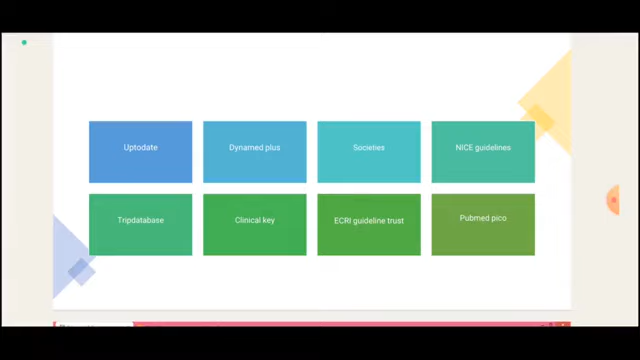 Uptodate
Dynamed plus
Societies
NICE guidelines
Tripdatabase
Clinical key
ECRI guideline trust
Pubmed pico